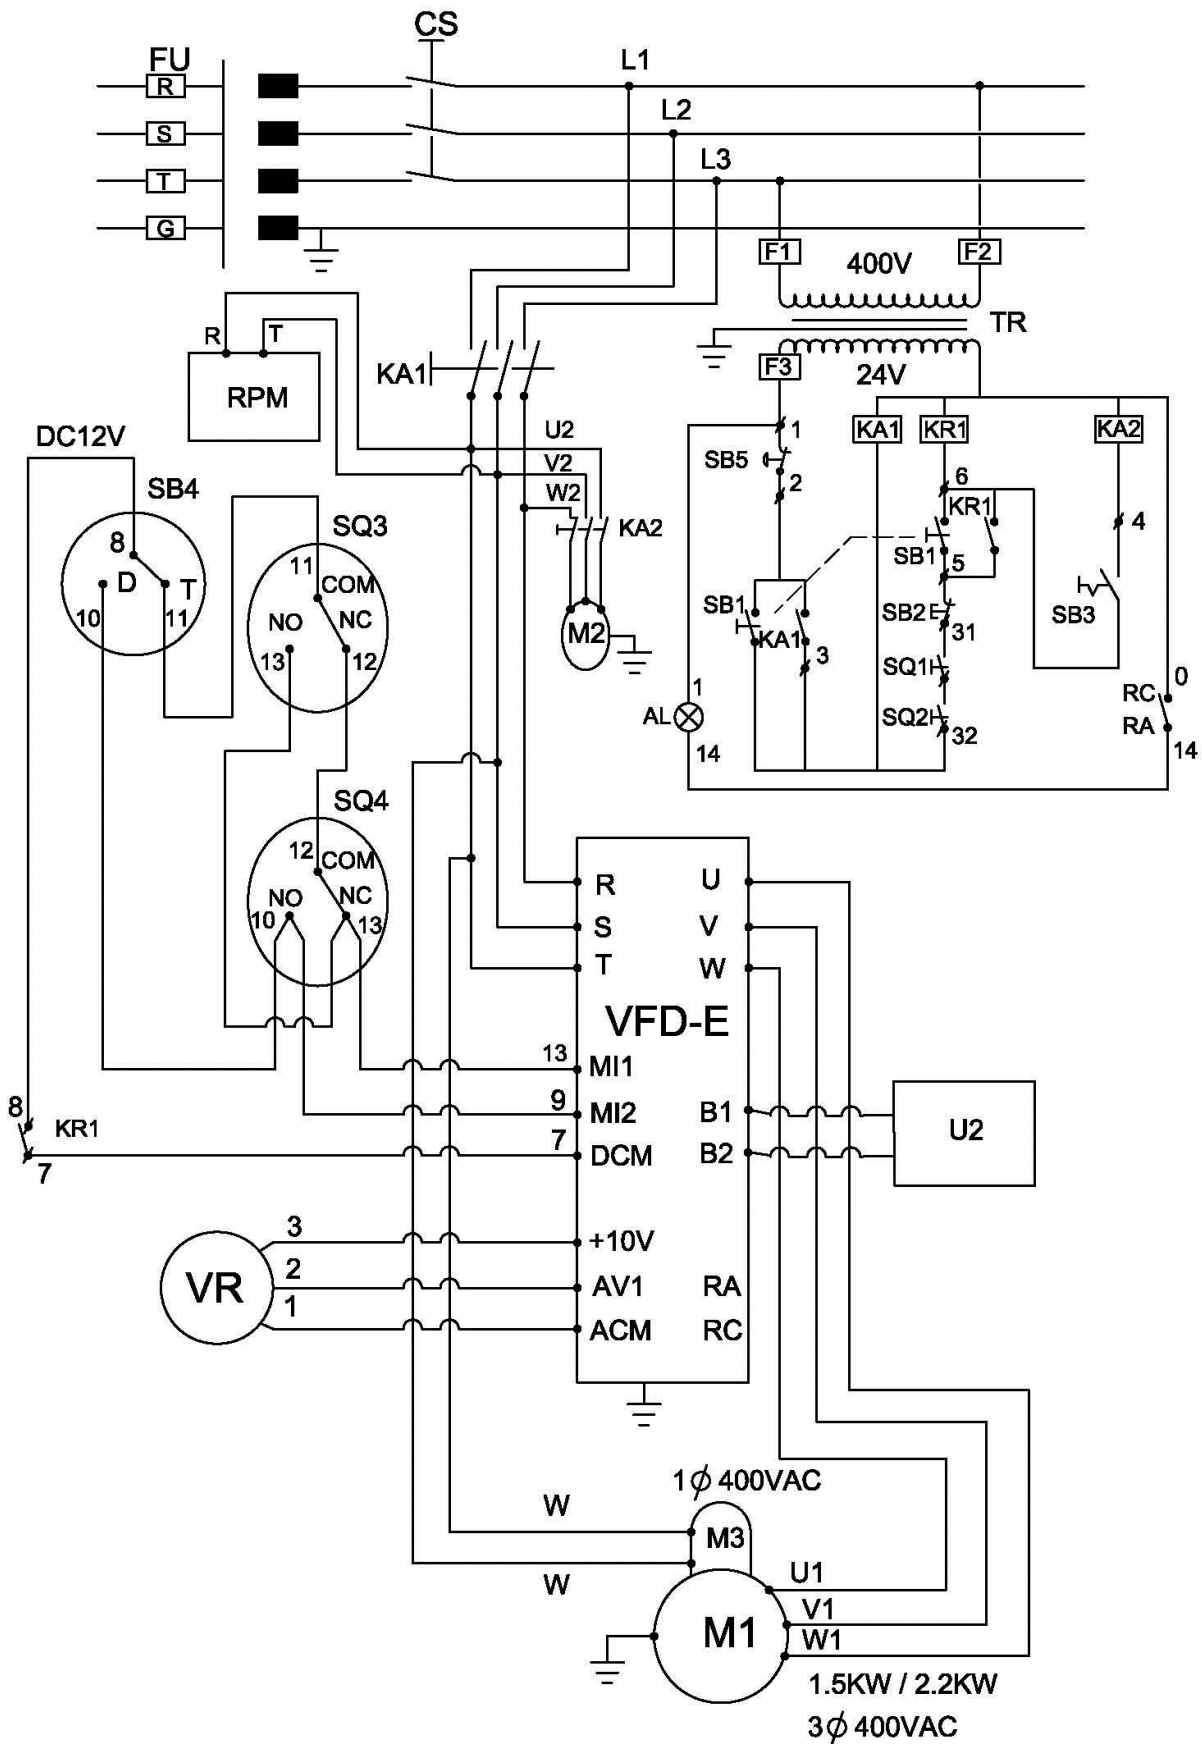 CS
FU
R
L1
L2
S
L3
T
G
F1
F2
400V
TR
R
T
KA1
F3
24V
RPM
U2
1
KA1
KR1
KA2
DC12V
V2
SB5
SB4
W2
2
6
KR1
4
SQ3
KA2
8
SB1
11
COM
5
D
T
SB1
SB2
SB3
10
11
NO
NC
M2
KA1
31
13
12
3
SQ1
0
1
RC
AL
SQ2
32
RA
14
14
SQ4
12
COM
NO
NC
R
U
10
13
S
V
T
W
VFD-E
13
MI1
8
KR1
9
MI2
B1
U2
7
7
DCM
B2
3
+10V
VR
2
AV1
RA
1
ACM
RC
1ϕ 400VAC
W
M3
W
U1
V1
M1
W1
1.5KW / 2.2KW
3ϕ 400VAC